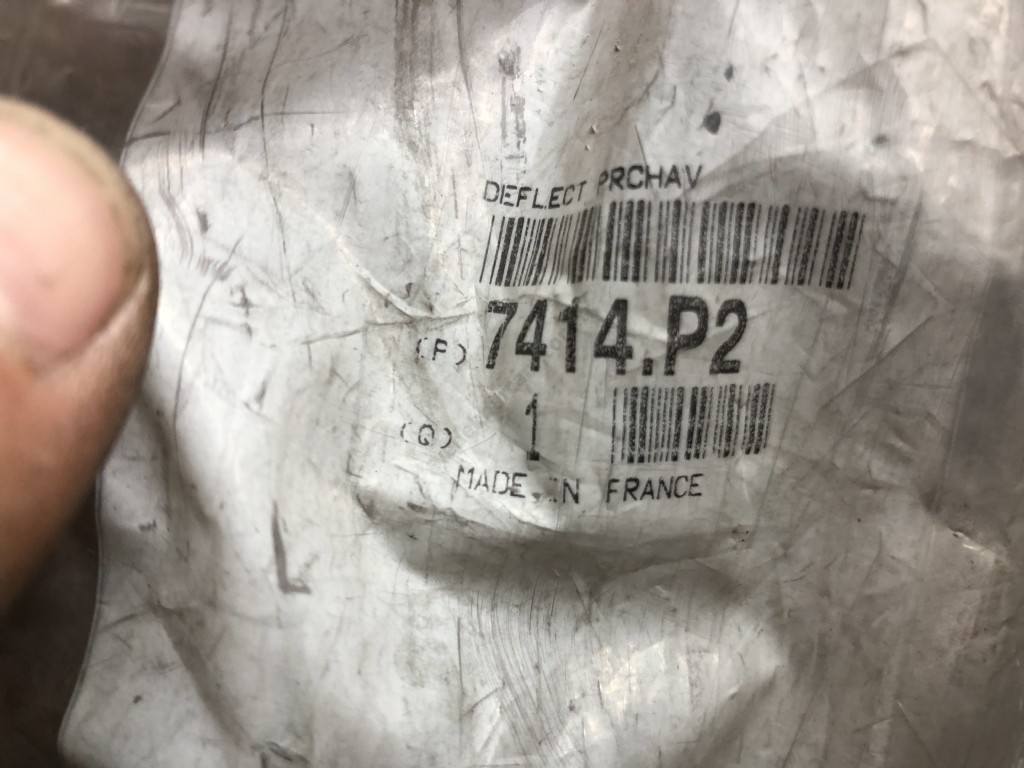 DEFLECT PRCHAV
(P) 7414.P2
(Q) 1
MADE IN FRANCE